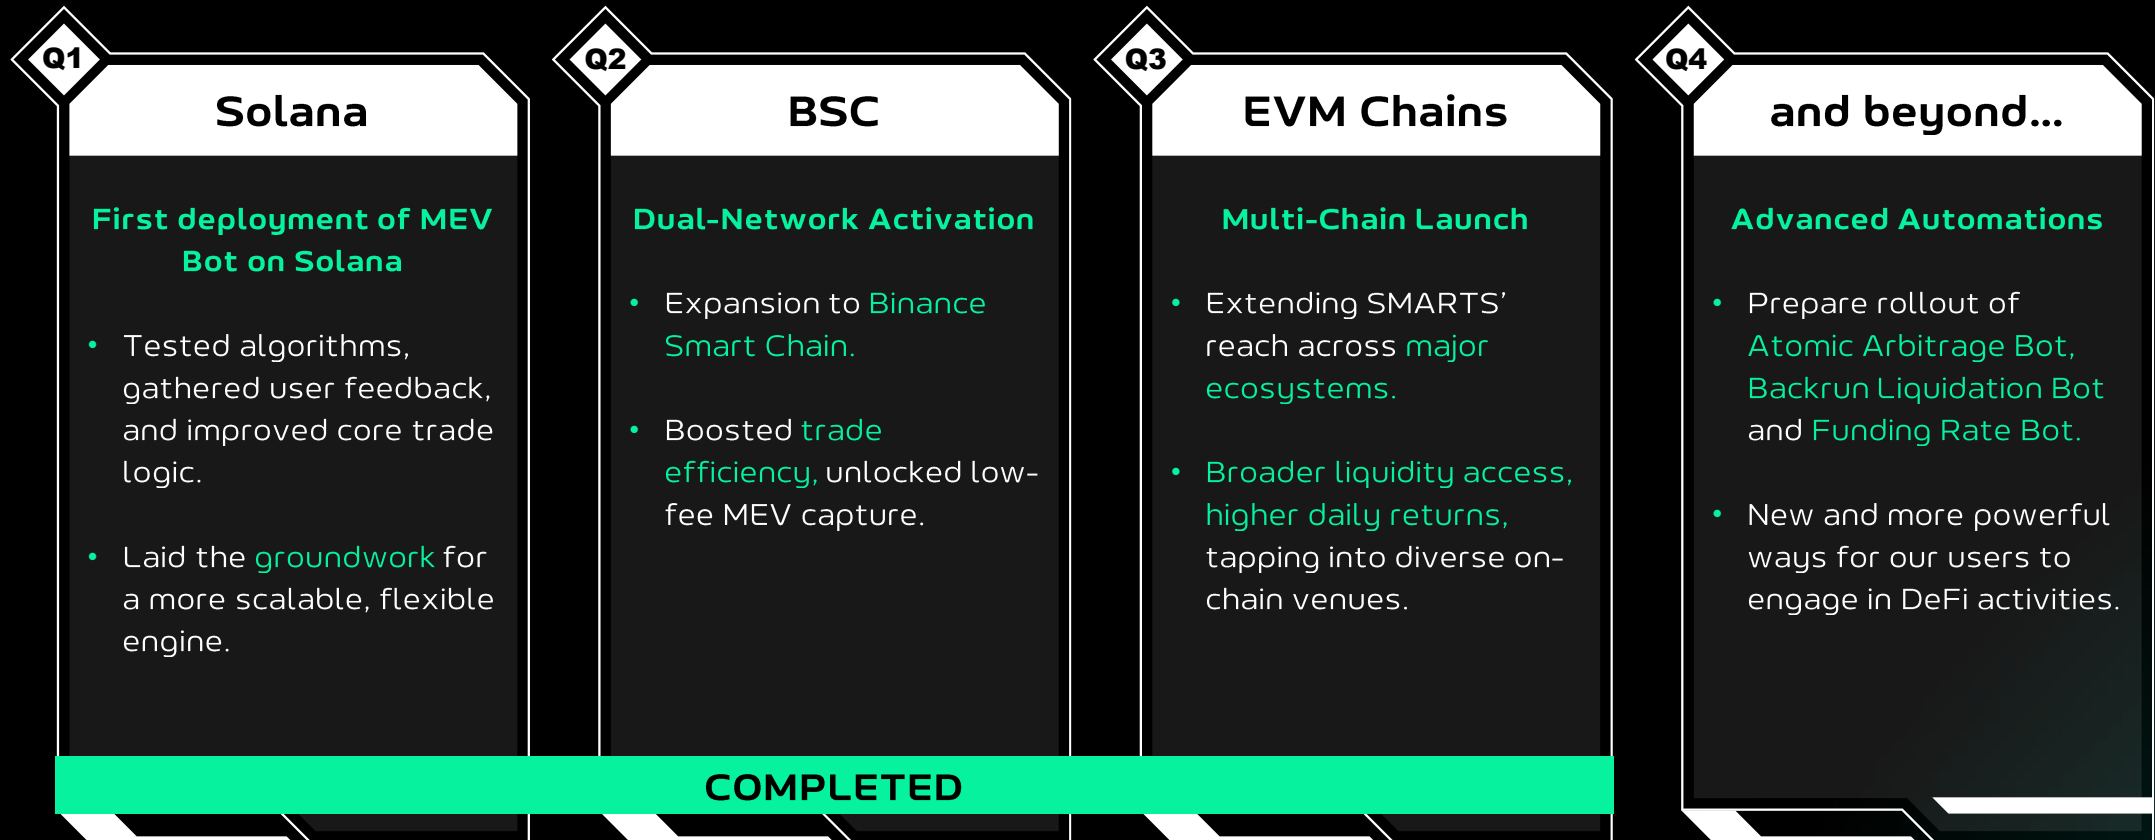 Q1
Solana
First deployment of MEV
Bot on Solana
• Tested algorithms,
gathered user feedback,
and improved core trade
logic.
• Laid the groundwork for
a more scalable, flexible
engine.
Q2
BSC
Dual-Network Activation
• Expansion to Binance
Smart Chain.
• Boosted trade
efficiency, unlocked low-
fee MEV capture.
Q3
EVM Chains
Multi-Chain Launch
• Extending SMARTS’
reach across major
ecosystems.
• Broader liquidity access,
higher daily returns,
tapping into diverse on-
chain venues.
Q4
and beyond...
Advanced Automations
• Prepare rollout of
Atomic Arbitrage Bot,
Backrun Liquidation Bot
and Funding Rate Bot.
• New and more powerful
ways for our users to
engage in DeFi activities.
COMPLETED